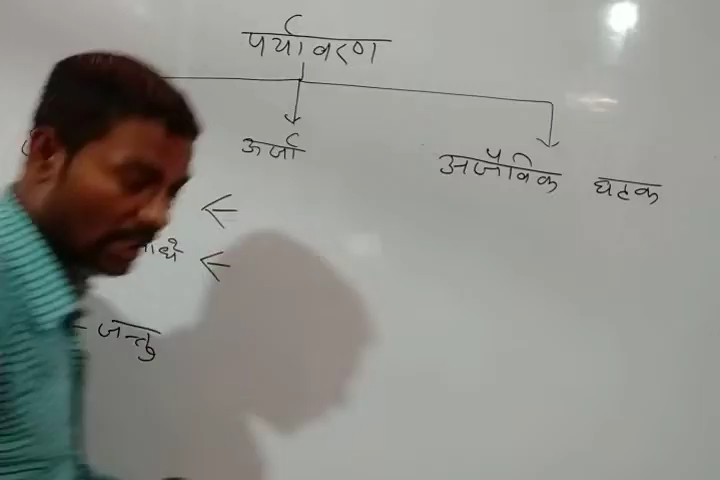 पर्यावरण
ऊर्जा
अजैविक घटक
जन्तु